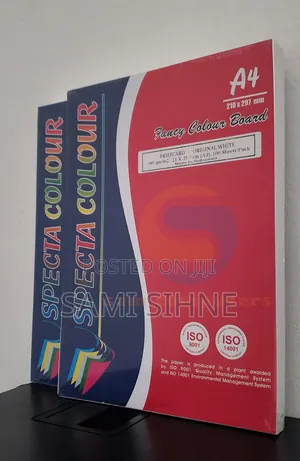 A4
210 x 297 mm
Fancy Colour Board
SPECTA COLOUR
SPECTA COLOUR
POSTED ON JIJI
SAMI SIHNE
ISO
9001
ISO
14001
The paper is produced in a plant awarded
by ISO 9001 Quality Management System
and ISO 14001 Environmental Management System